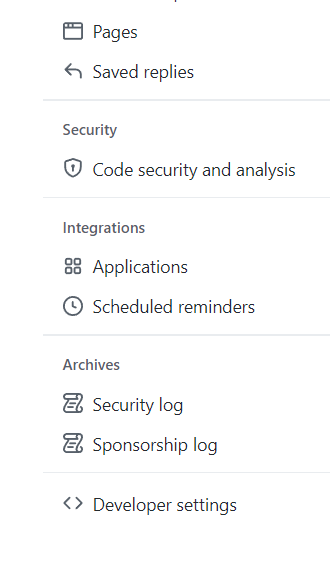 Pages
Saved replies
Security
Code security and analysis
Integrations
Applications
Scheduled reminders
Archives
Security log
Sponsorship log
Developer settings